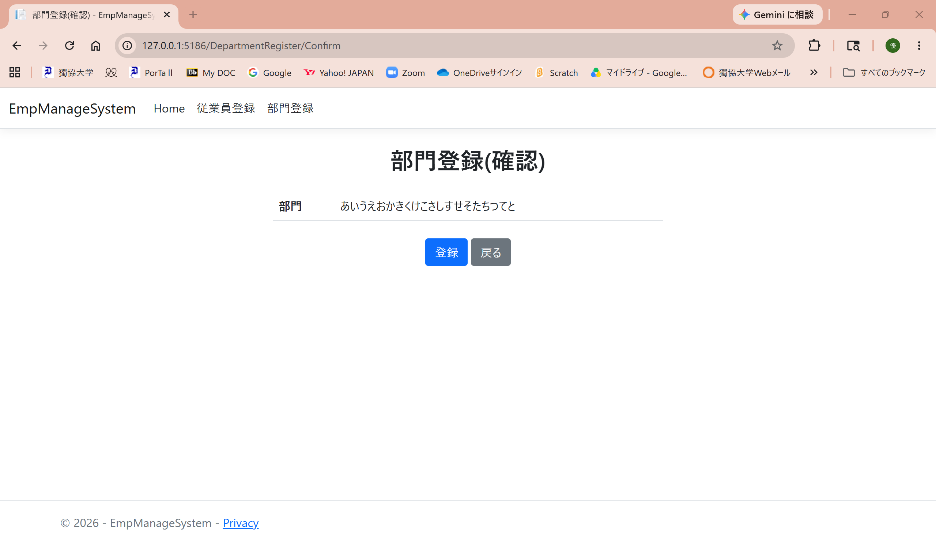 部門登録(確認) - EmpManageSy
Gemini に相談
127.0.0.1:5186/DepartmentRegister/Confirm
獨協大学 PorTa II My DOC Google Yahoo! JAPAN Zoom OneDriveサインイン Scratch マイドライブ - Google... 獨協大学Webメール すべてのブックマーク
EmpManageSystem Home 従業員登録 部門登録
部門登録(確認)
部門 あいうえおかきくけこさしすせそたちつてと
登録 戻る
© 2026 - EmpManageSystem - Privacy